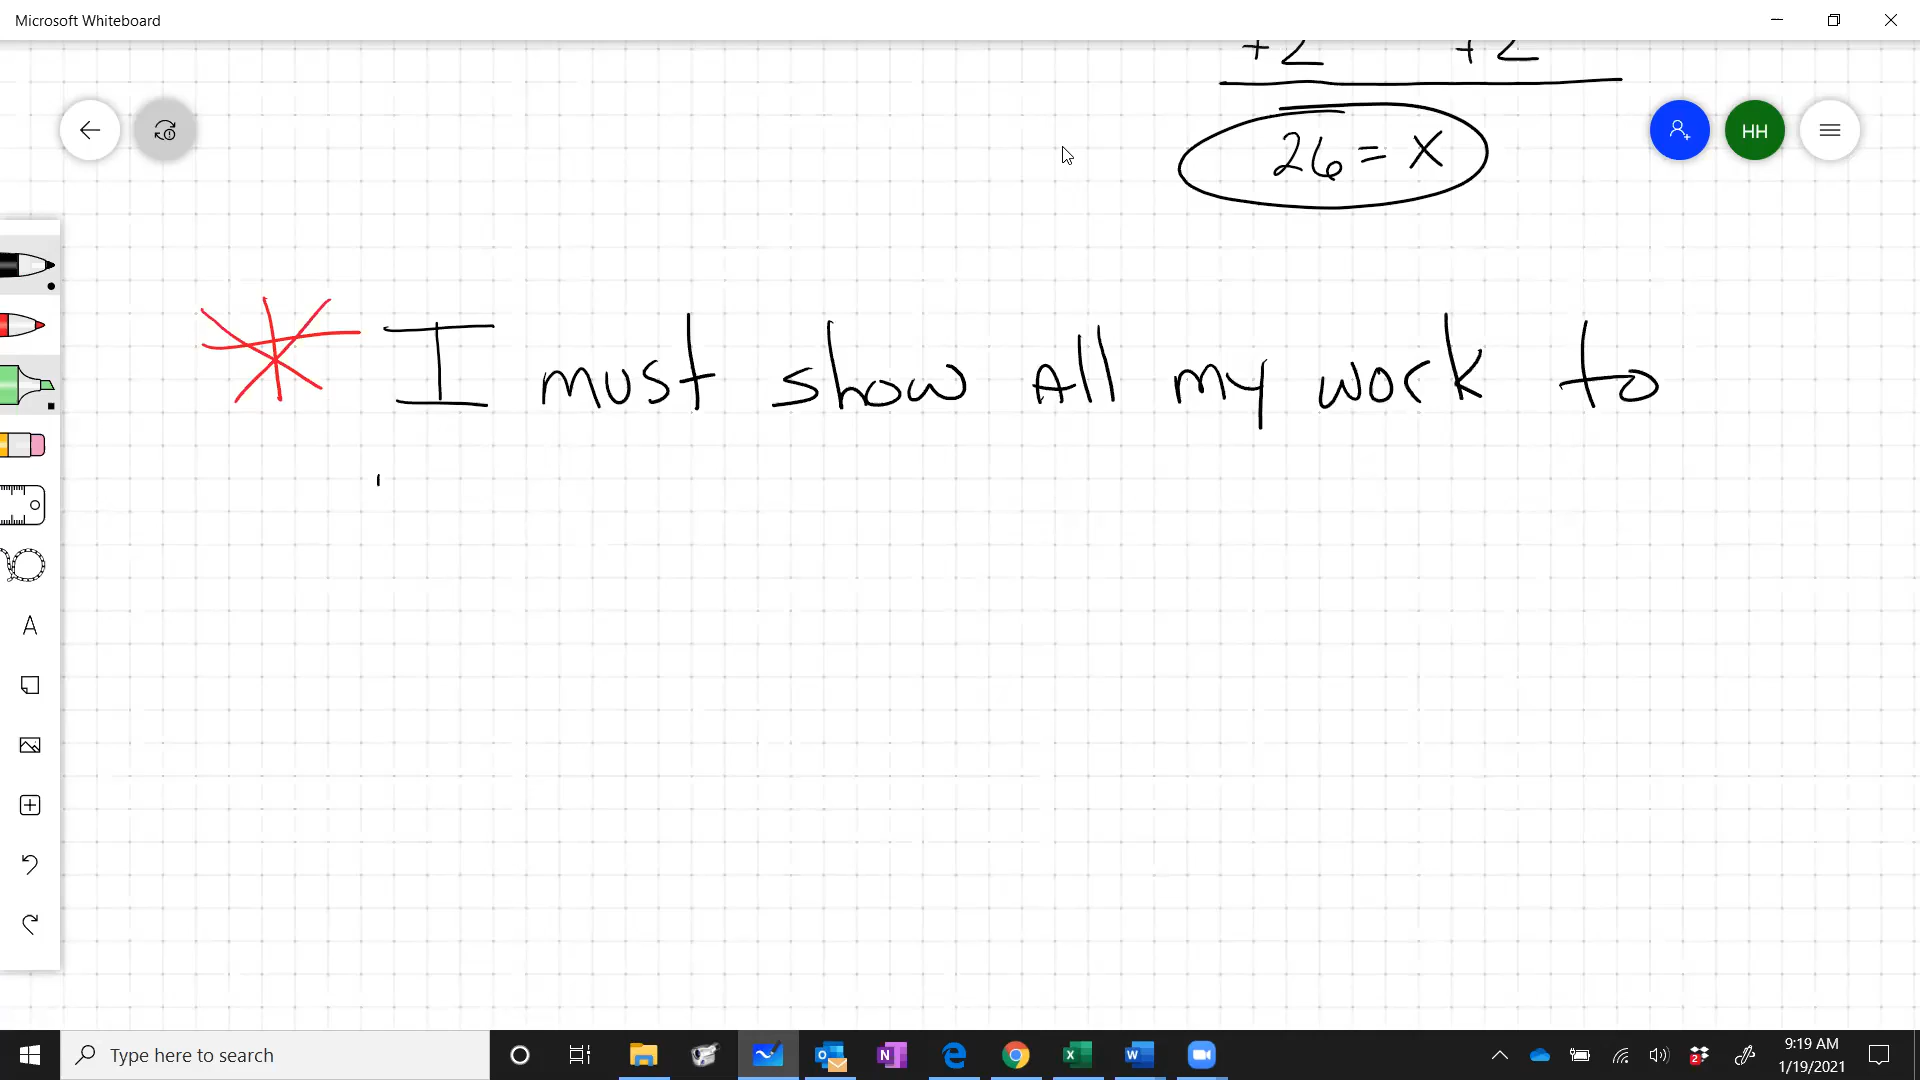 Microsoft Whiteboard
+2 +2
26 = x
HH
I must show all my work to
A
Type here to search
9:19 AM
1/19/2021